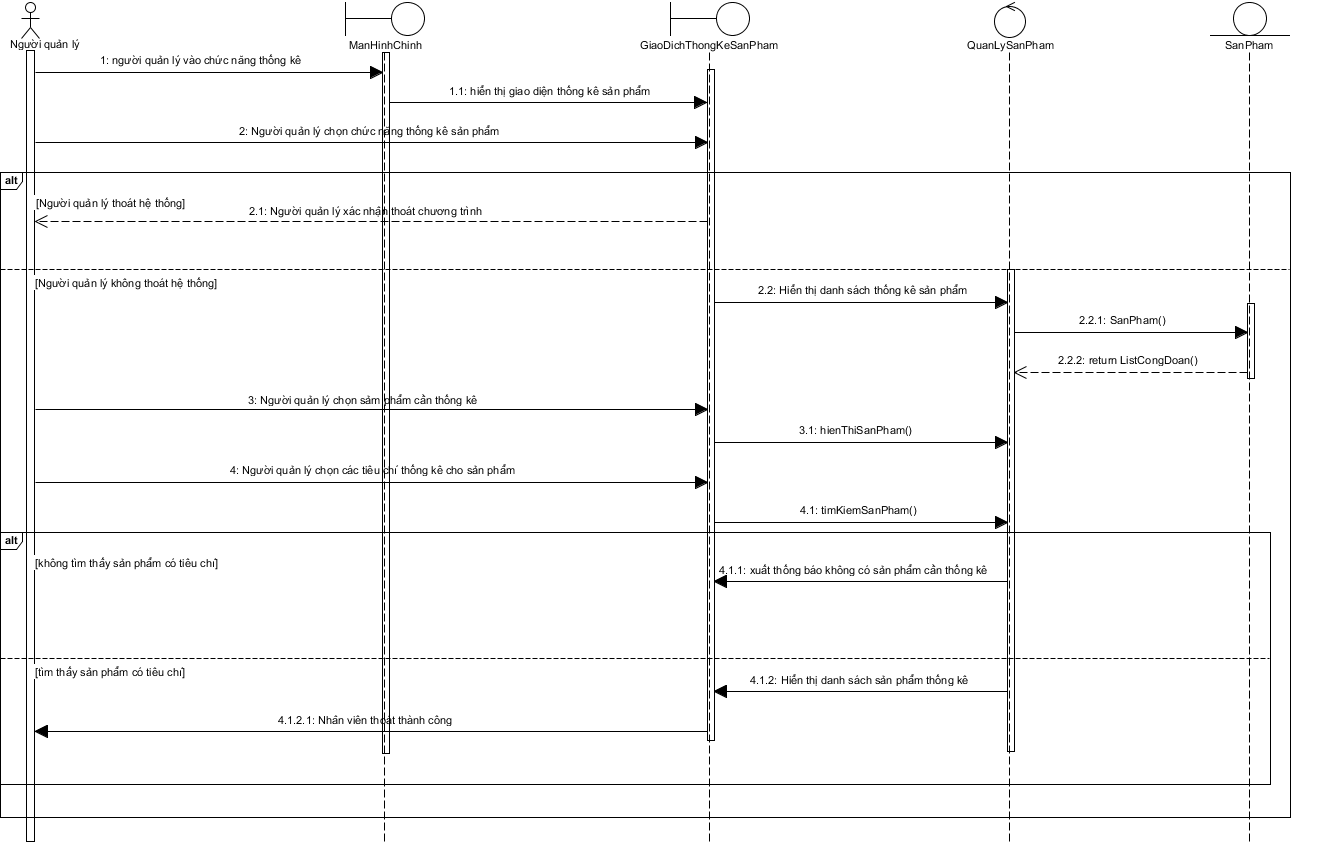 Người quản lý
ManHinhChinh
GiaoDichThongKeSanPham
QuanLySanPham
SanPham
1: người quản lý vào chức năng thống kê
1.1: hiển thị giao diện thống kê sản phẩm
2: Người quản lý chọn chức năng thống kê sản phẩm
alt
[Người quản lý thoát hệ thống]
2.1: Người quản lý xác nhận thoát chương trình
[Người quản lý không thoát hệ thống]
2.2: Hiển thị danh sách thống kê sản phẩm
2.2.1: SanPham()
2.2.2: return ListCongDoan()
3: Người quản lý chọn sảm phẩm cần thống kê
3.1: hienThiSanPham()
4: Người quản lý chọn các tiêu chí thống kê cho sản phẩm
4.1: timKiemSanPham()
alt
[không tìm thấy sản phẩm có tiêu chí]
4.1.1: xuất thống báo không có sản phẩm cần thống kê
[tìm thấy sản phẩm có tiêu chí]
4.1.2: Hiển thị danh sách sản phẩm thống kê
4.1.2.1: Nhân viên thoát thành công